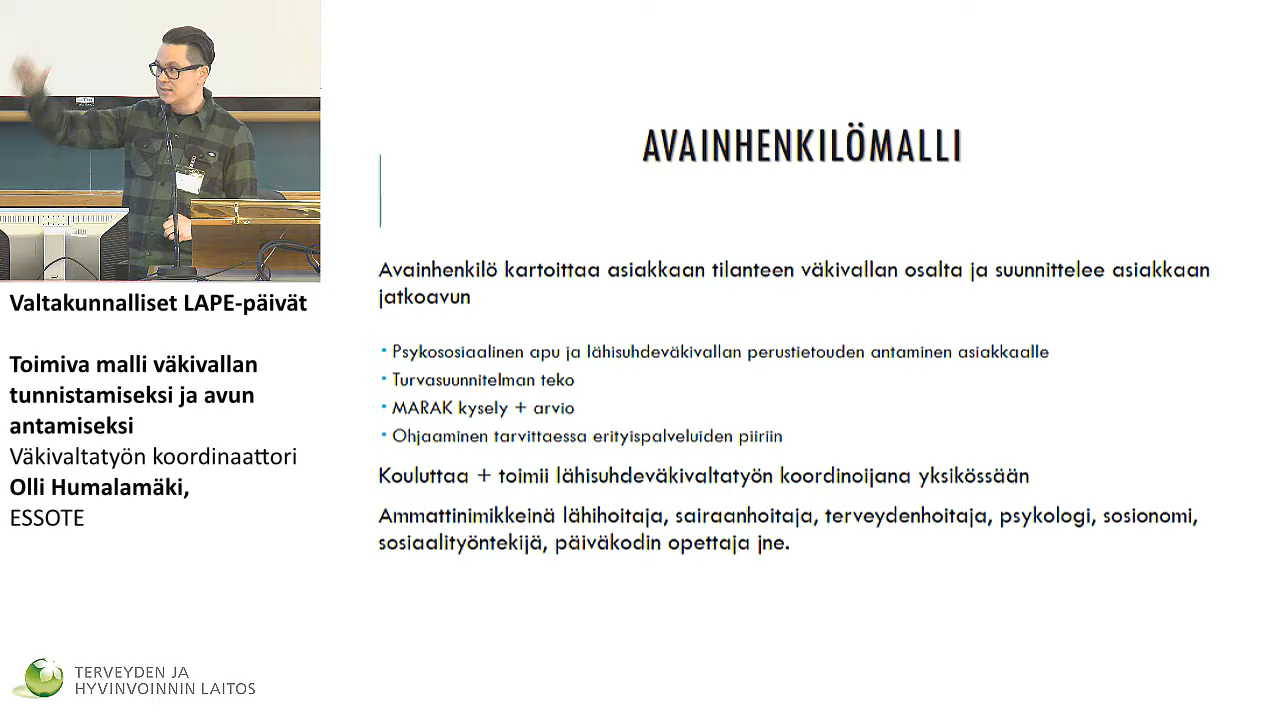 Valtakunnalliset LAPE-päivät
Toimiva malli väkivallan
tunnistamiseksi ja avun
antamiseksi
Väkivaltatyön koordinaattori
Olli Humalamäki,
ESSOTE
TERVEYDEN JA
HYVINVOINNIN LAITOS
AVAINHENKILÖMALLI
Avainhenkilö kartoittaa asiakkaan tilanteen väkivallan osalta ja suunnittelee asiakkaan
jatkoavun
Psykososiaalinen apu ja lähisuhdeväkivallan perustietouden antaminen asiakkaalle
Turvasuunnitelman teko
MARAK kysely + arvio
Ohjaaminen tarvittaessa erityispalveluiden piiriin
Kouluttaa + toimii lähisuhdeväkivaltatyön koordinoijana yksikössään
Ammattinimikkeinä lähihoitaja, sairaanhoitaja, terveydenhoitaja, psykologi, sosionomi,
sosiaalityöntekijä, päiväkodin opettaja jne.